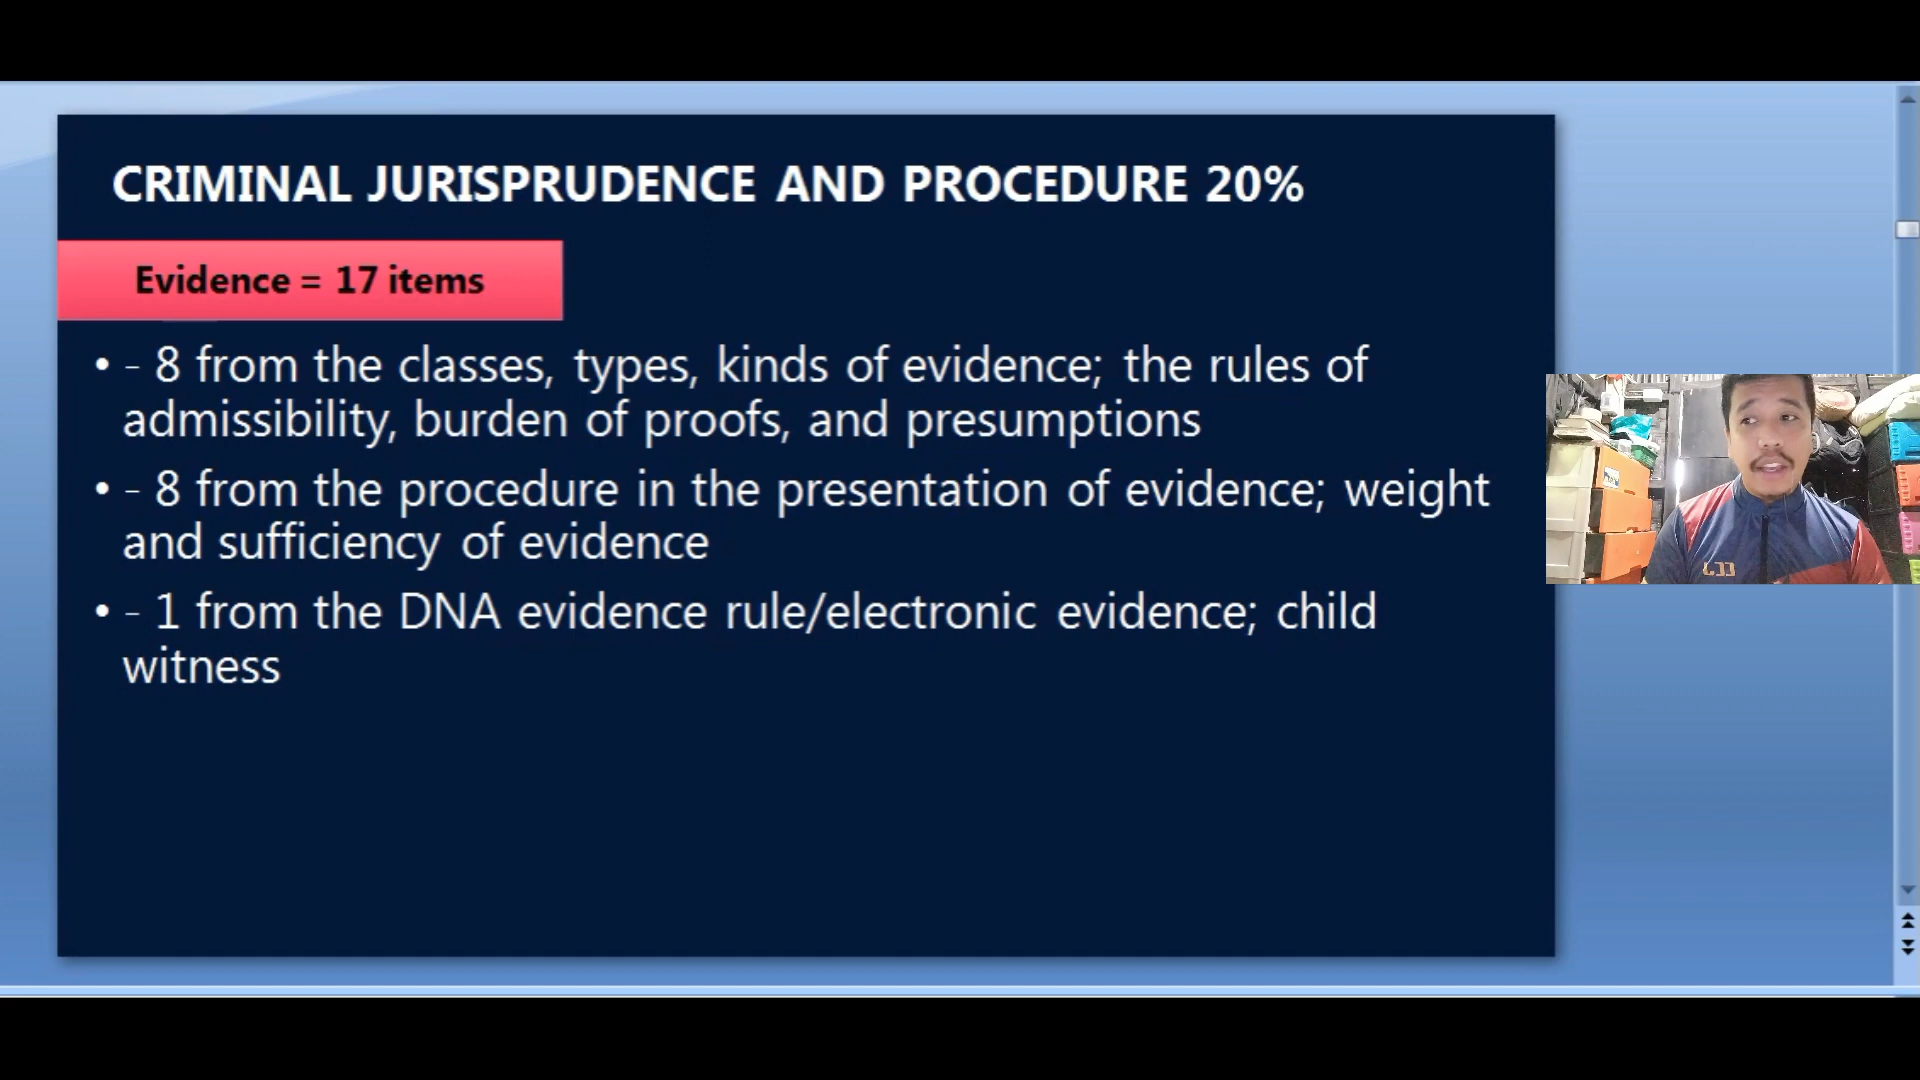 CRIMINAL JURISPRUDENCE AND PROCEDURE 20%
Evidence = 17 items
• - 8 from the classes, types, kinds of evidence; the rules of
admissibility, burden of proofs, and presumptions
• - 8 from the procedure in the presentation of evidence; weight
and sufficiency of evidence
• - 1 from the DNA evidence rule/electronic evidence; child
witness